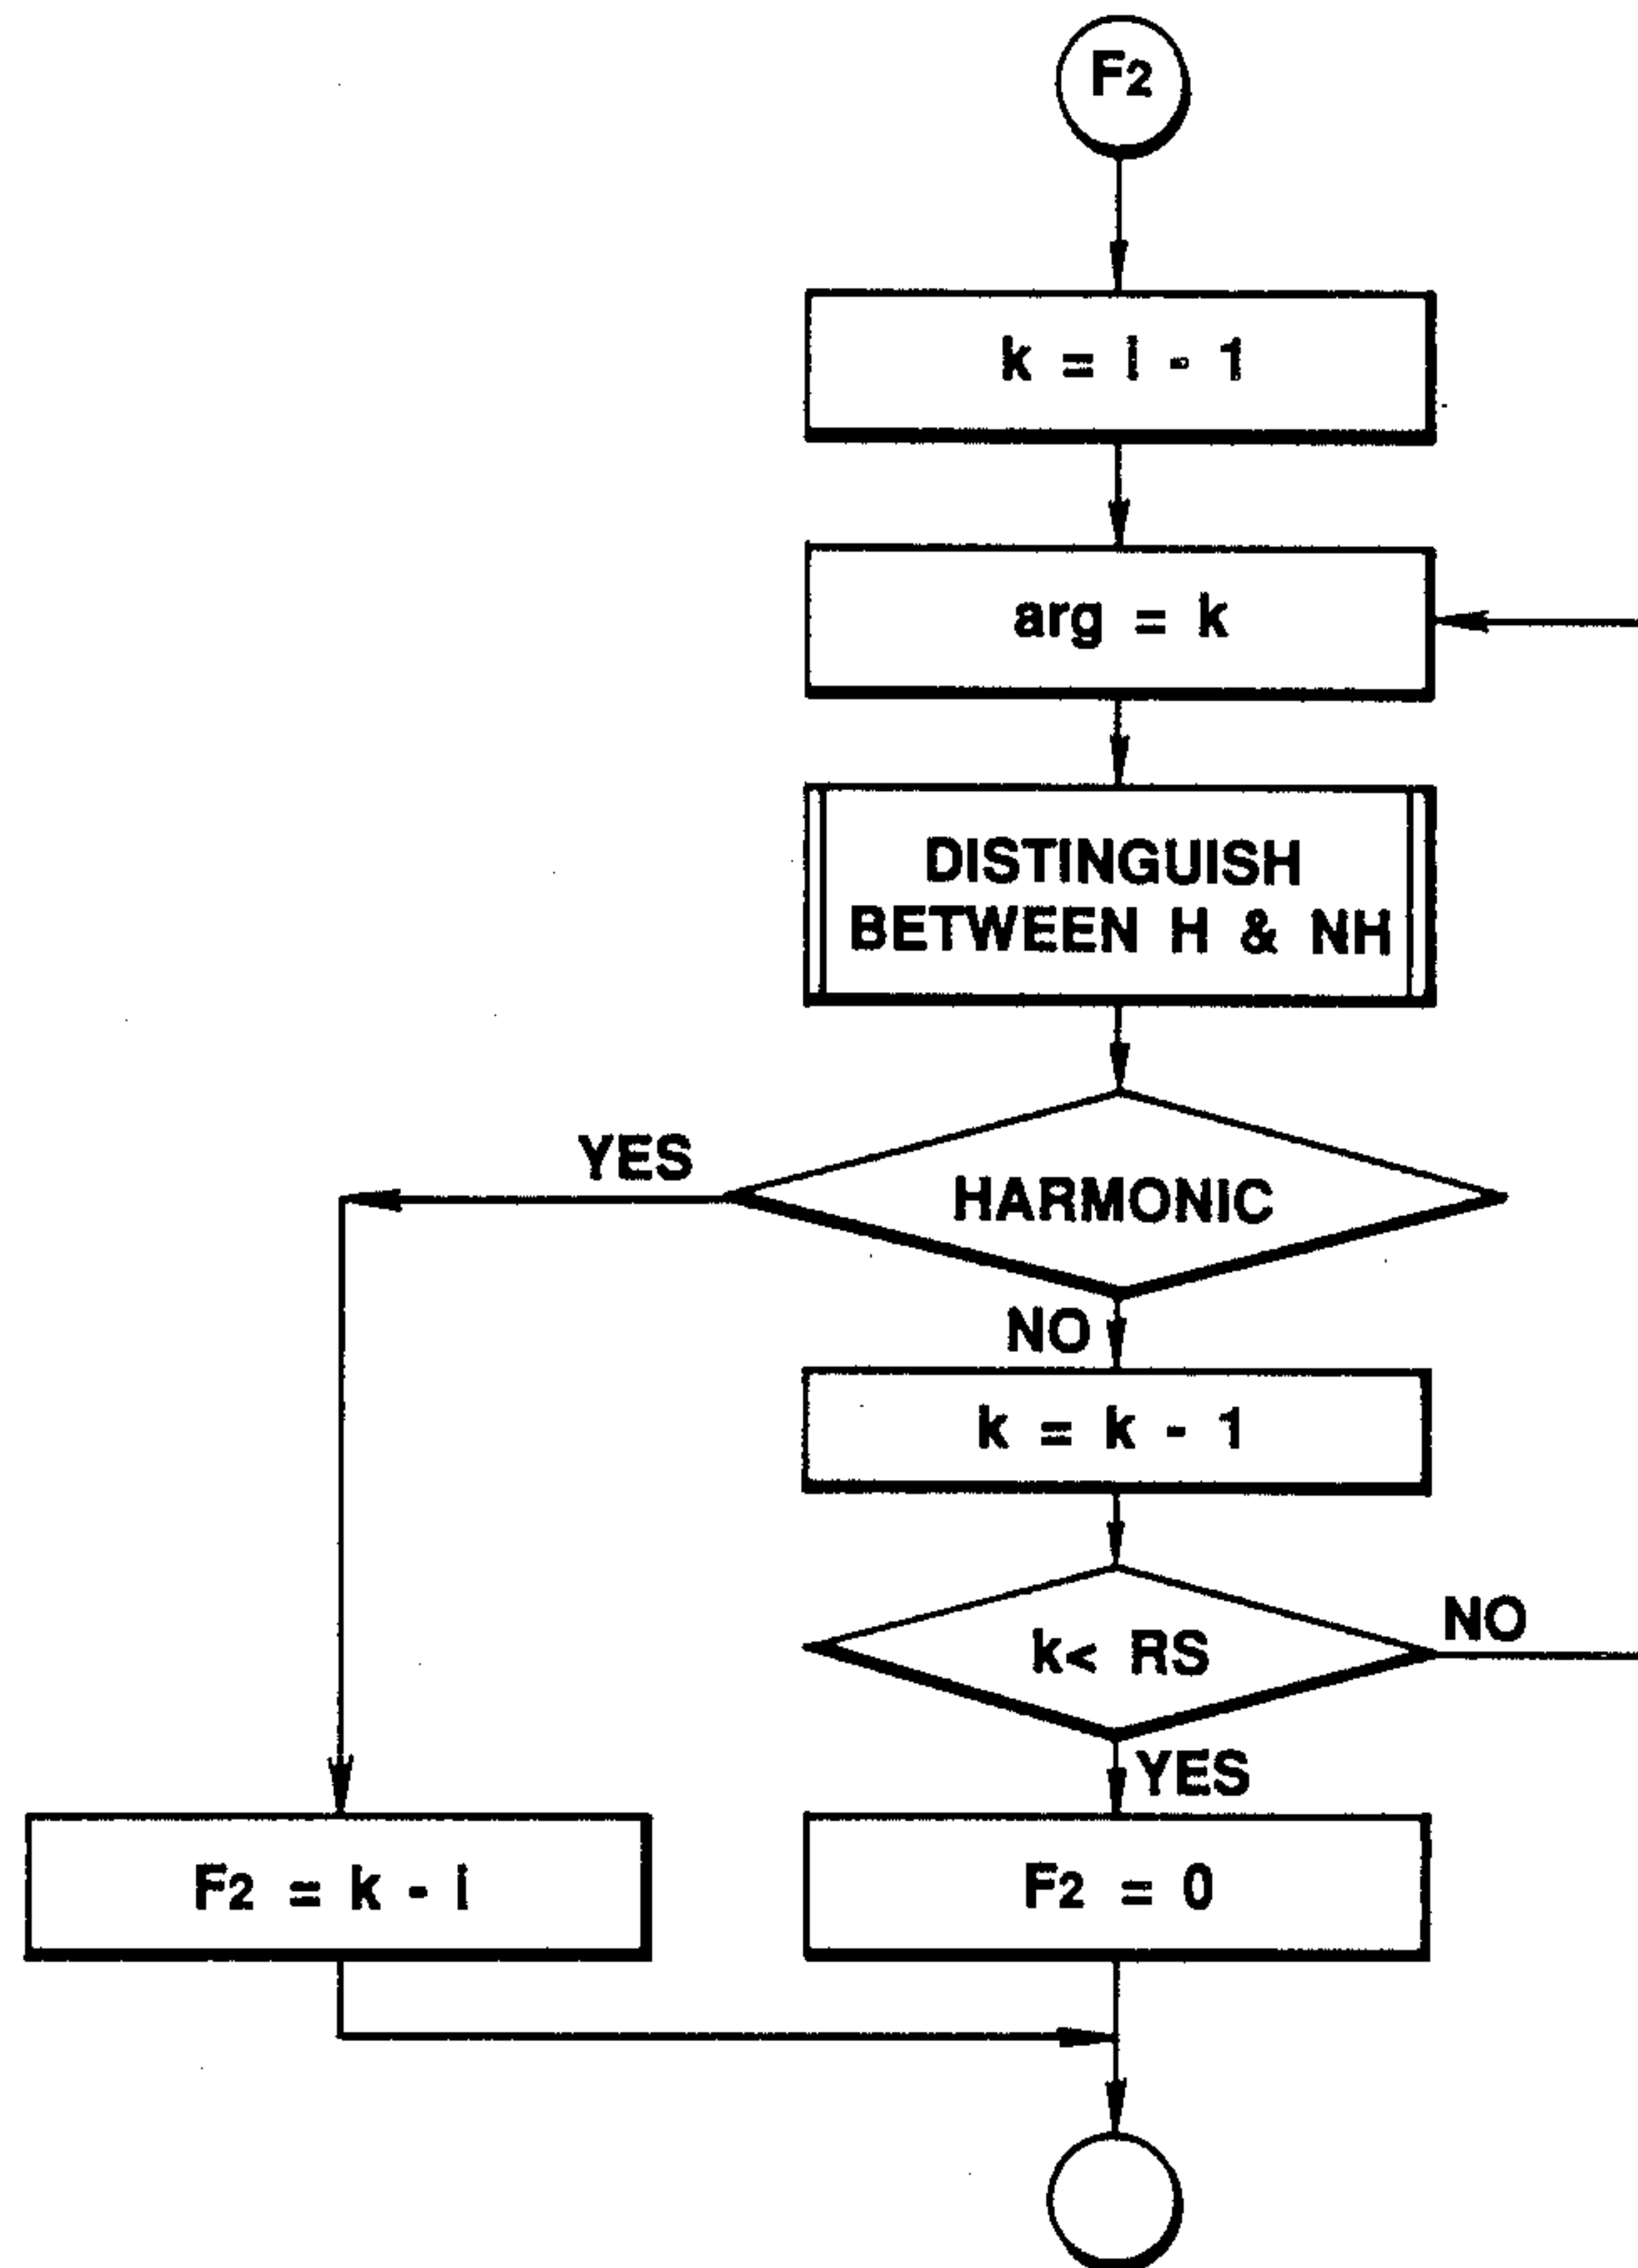 F2
k = i - 1
arg = k
DISTINGUISH
BETWEEN H & NH
YES
HARMONIC
NO
k = k - 1
k< RS
NO
YES
F2 = k - i
F2 = 0